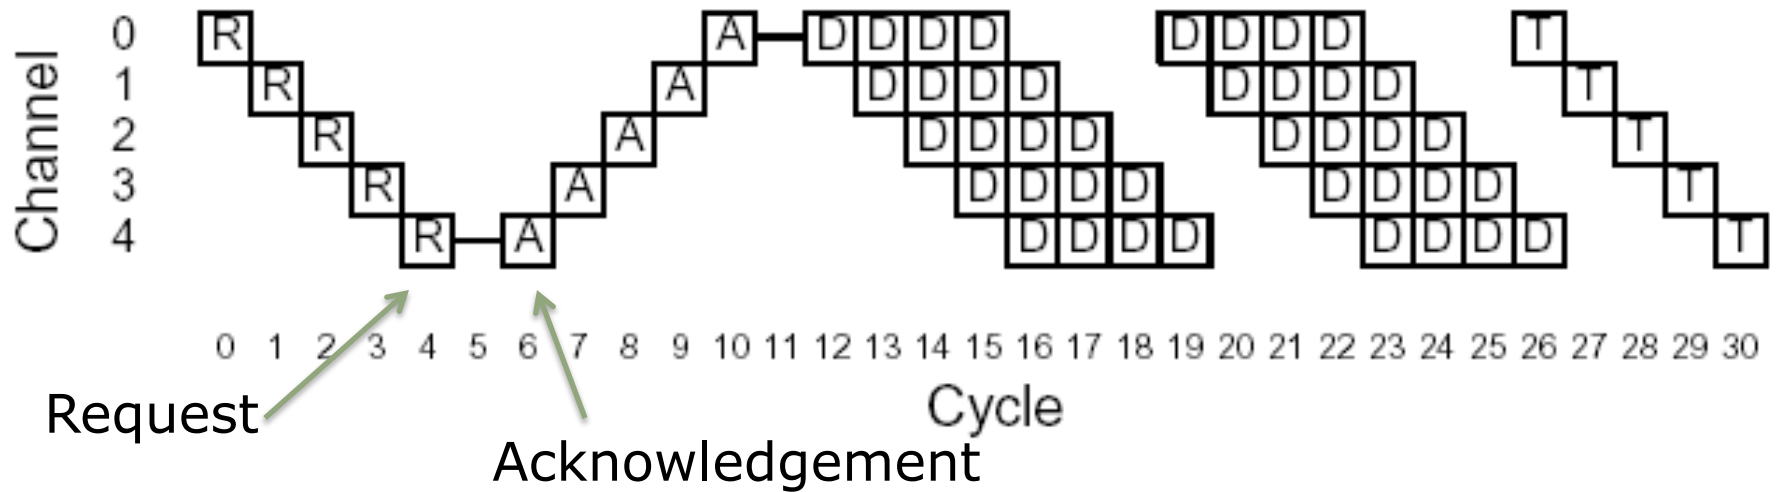 Channel
0 R A D D D D D D D D T
1 R A D D D D D D D D T
2 R A D D D D D D D D T
3 R A D D D D D D D D T
4 R A D D D D D D D D T
0 1 2 3 4 5 6 7 8 9 10 11 12 13 14 15 16 17 18 19 20 21 22 23 24 25 26 27 28 29 30
Cycle
Request
Acknowledgement